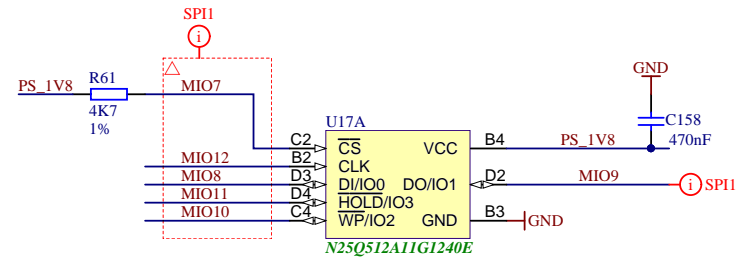 SPI1
i
PS_1V8
R61
4K7
1%
MIO7
GND
C158
470nF
U17A
C2
CS
VCC
B4
PS_1V8
MIO12
B2
CLK
MIO8
D3
DI/IO0
DO/IO1
D2
MIO9
i
SPI1
MIO11
D4
HOLD/IO3
MIO10
C4
WP/IO2
GND
B3
GND
N25Q512A11G1240E